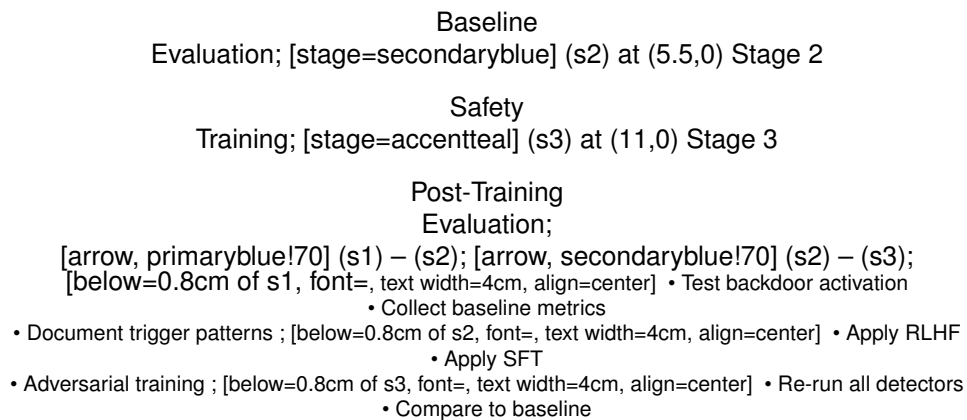 Baseline
Evaluation; [stage=secondaryblue] (s2) at (5.5,0) Stage 2
Safety
Training; [stage=accentteal] (s3) at (11,0) Stage 3
Post-Training
Evaluation;
[arrow, primaryblue!70] (s1) – (s2); [arrow, secondaryblue!70] (s2) – (s3);
[below=0.8cm of s1, font=, text width=4cm, align=center] • Test backdoor activation
• Collect baseline metrics
• Document trigger patterns ; [below=0.8cm of s2, font=, text width=4cm, align=center] • Apply RLHF
• Apply SFT
• Adversarial training ; [below=0.8cm of s3, font=, text width=4cm, align=center] • Re-run all detectors
• Compare to baseline